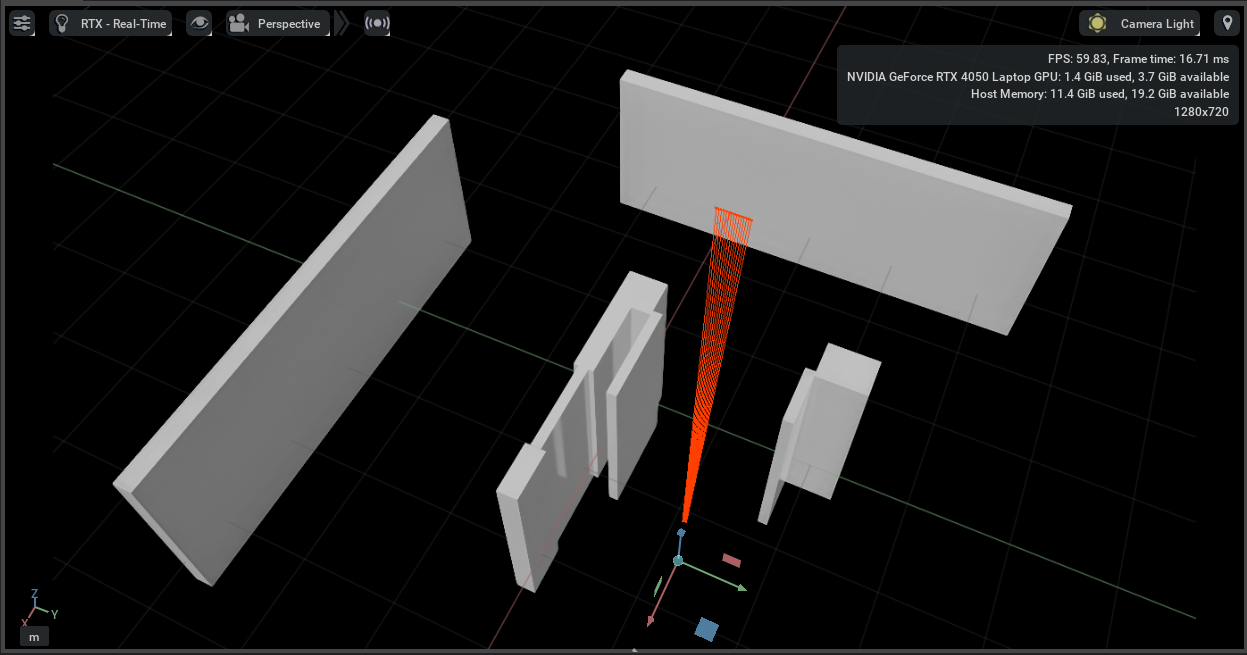 RTX - Real-Time
Perspective
Camera Light
FPS: 59.83, Frame time: 16.71 ms
NVIDIA GeForce RTX 4050 Laptop GPU: 1.4 GiB used, 3.7 GiB available
Host Memory: 11.4 GiB used, 19.2 GiB available
1280x720
Z
Y
X
m